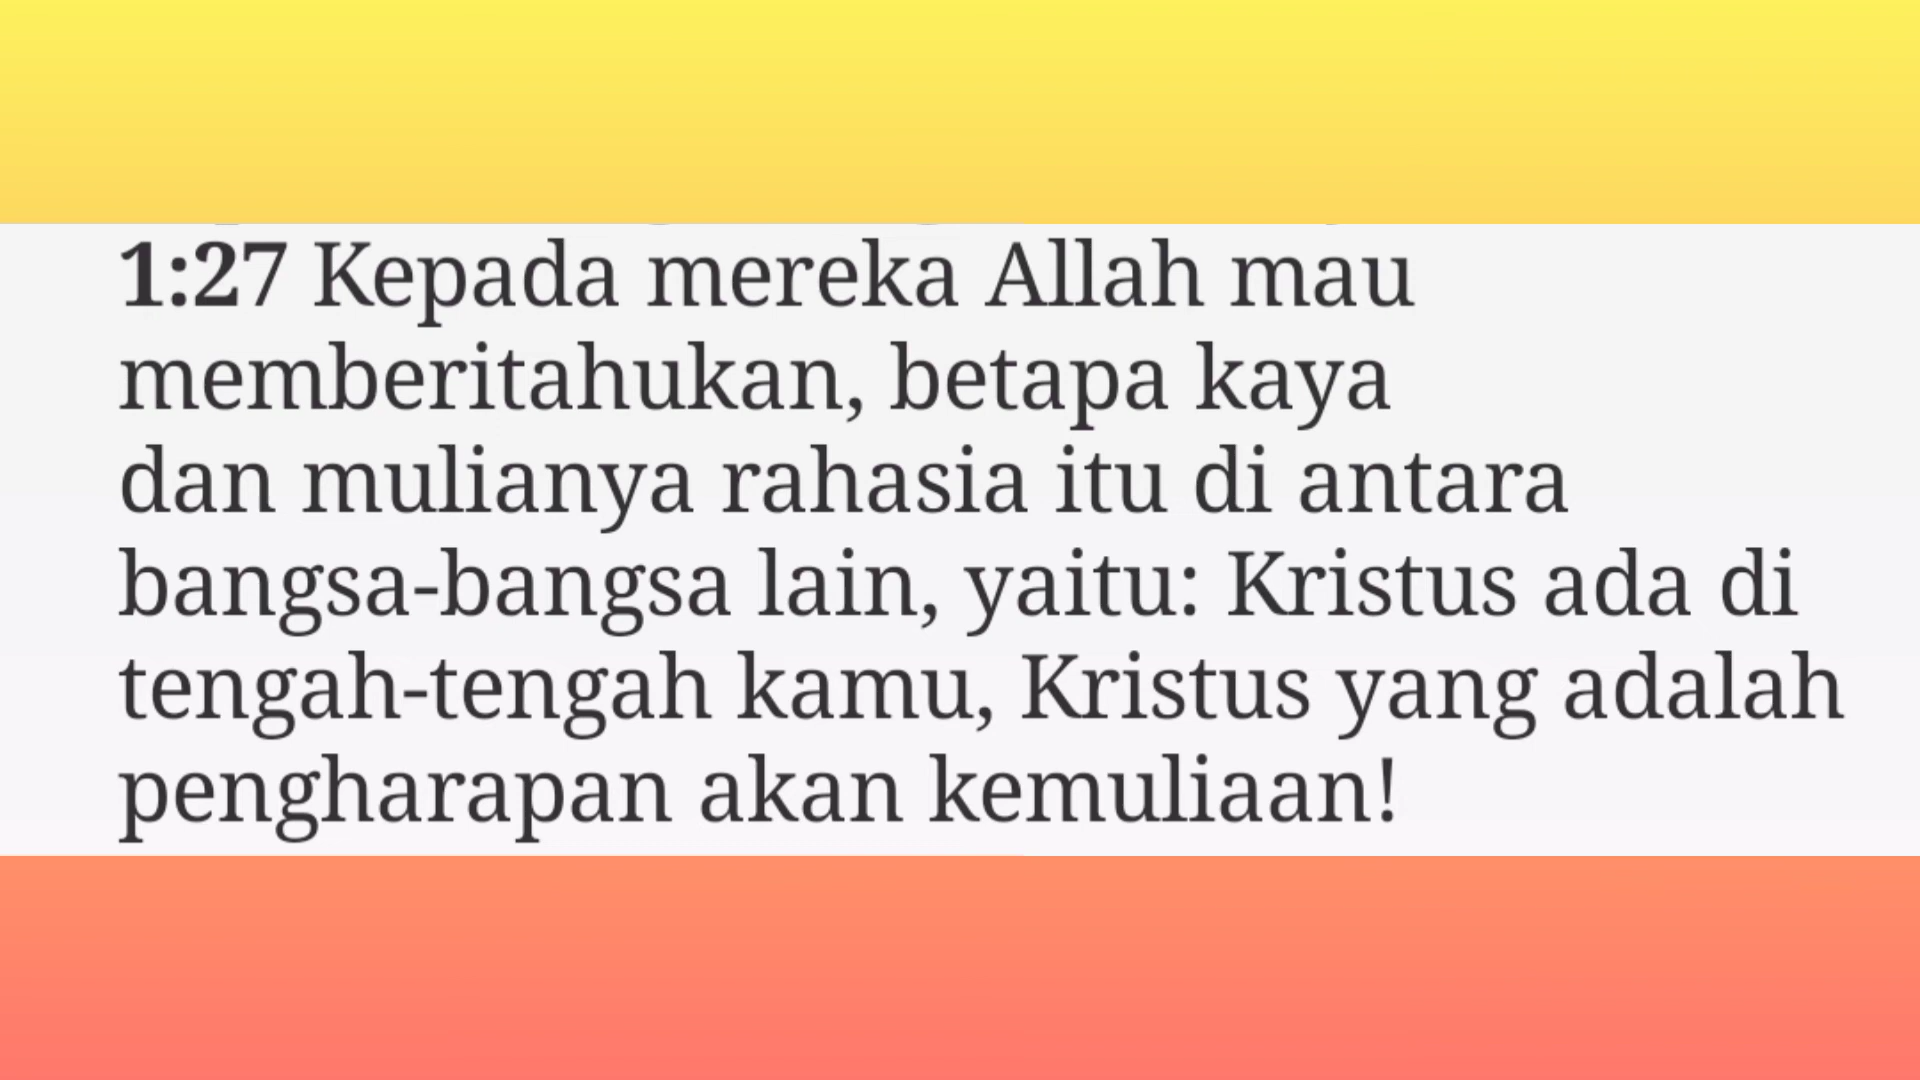 1:27 Kepada mereka Allah mau
memberitahukan, betapa kaya
dan mulianya rahasia itu di antara
bangsa-bangsa lain, yaitu: Kristus ada di
tengah-tengah kamu, Kristus yang adalah
pengharapan akan kemuliaan!